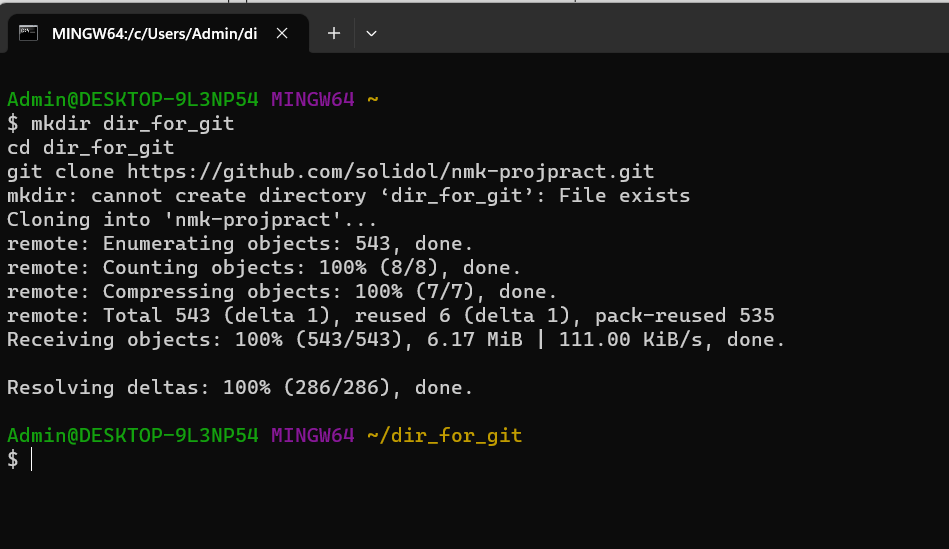 MINGW64:/c/Users/Admin/di
Admin@DESKTOP-9L3NP54 MINGW64 ~
$ mkdir dir_for_git
cd dir_for_git
git clone https://github.com/solidol/nmk-projpract.git
mkdir: cannot create directory ‘dir_for_git’: File exists
Cloning into 'nmk-projpract'...
remote: Enumerating objects: 543, done.
remote: Counting objects: 100% (8/8), done.
remote: Compressing objects: 100% (7/7), done.
remote: Total 543 (delta 1), reused 6 (delta 1), pack-reused 535
Receiving objects: 100% (543/543), 6.17 MiB | 111.00 KiB/s, done.
Resolving deltas: 100% (286/286), done.
Admin@DESKTOP-9L3NP54 MINGW64 ~/dir_for_git
$